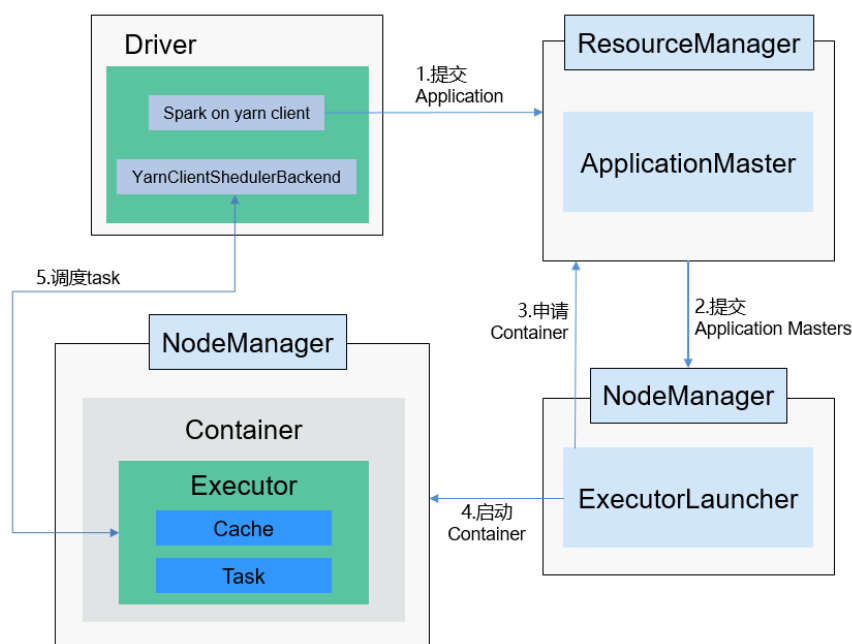 Driver
Spark on yarn client
YarnClientShedulerBackend
1.提交
Application
ResourceManager
ApplicationMaster
5.调度task
3.申请
Container
2.提交
Application Masters
NodeManager
Container
Executor
Cache
Task
4.启动
Container
NodeManager
ExecutorLauncher